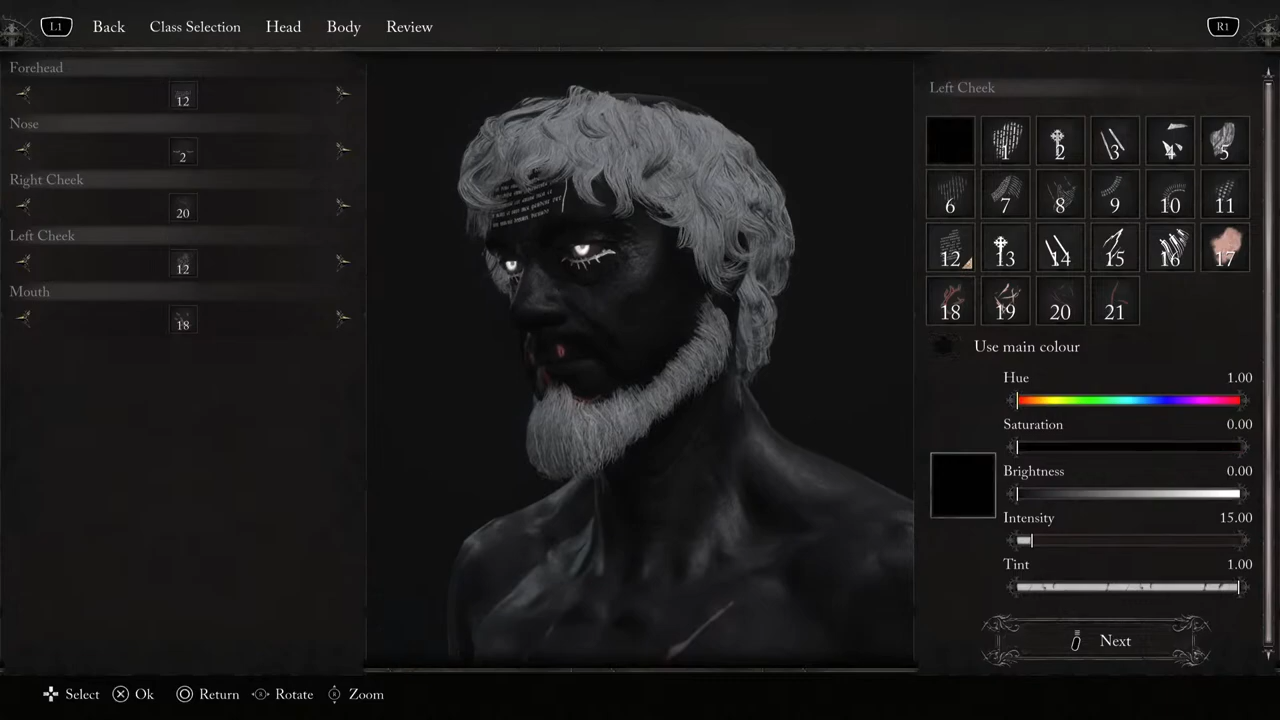 L1 Back Class Selection Head Body Review R1
Forehead
12
Nose
2
Right Cheek
20
Left Cheek
12
Mouth
18
Left Cheek
1 2 3 4 5
6 7 8 9 10 11
12 13 14 15 16 17
18 19 20 21
Use main colour
Hue 1.00
Saturation 0.00
Brightness 0.00
Intensity 15.00
Tint 1.00
Next
Select Ok Return R Rotate R Zoom